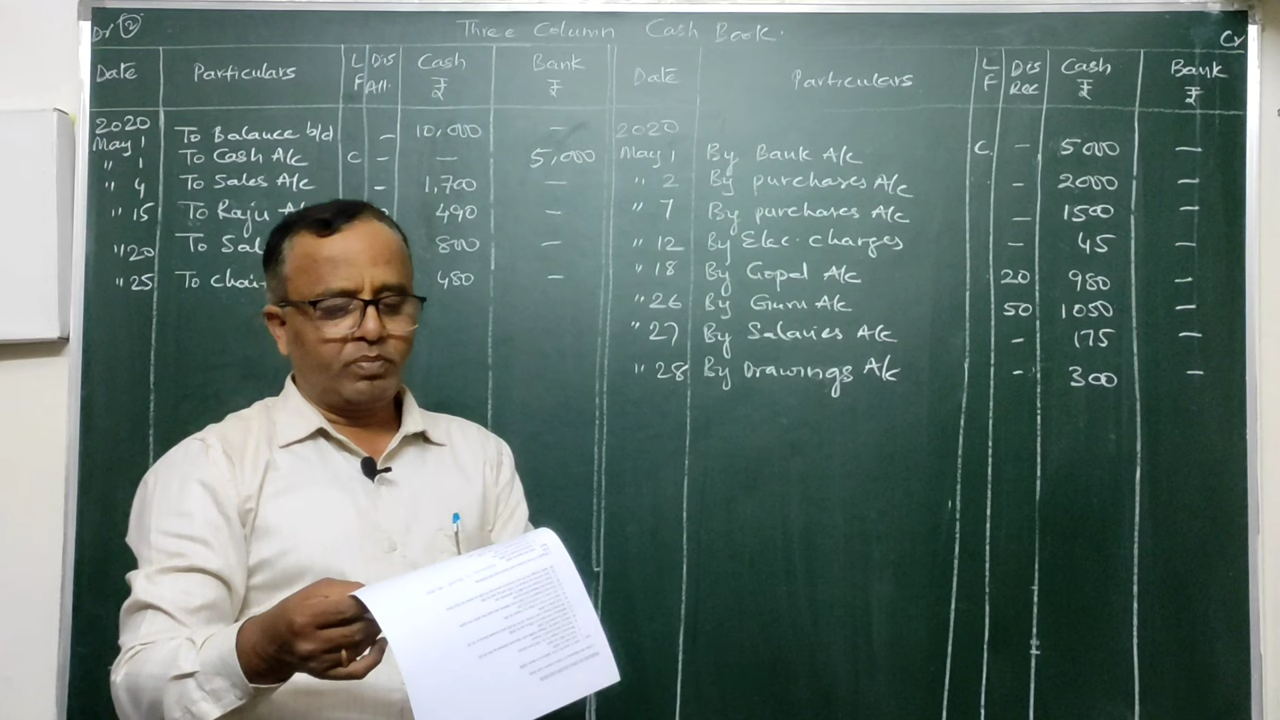 Dr (2) Three Column Cash Book. Cr
Date Particulars L F Dis All. Cash ₹ Bank ₹ Date Particulars L F Dis Rec Cash ₹ Bank ₹
2020 2020
May 1 To Balance b/d - 10,000 -
" 1 To Cash A/c C - - 5,000 May 1 By Bank A/c C. - 5000 -
" 4 To Sales A/c - 1,700 - " 2 By purchases A/c - 2000 -
" 15 To Raju 490 - " 7 By purchases A/c - 1500 -
" 20 To Sal 800 - " 12 By Elec. charges - 45 -
" 25 To Chai 480 - " 18 By Gopal A/c 20 980 -
" 26 By Guru A/c 50 1050 -
" 27 By Salaries A/c - 175 -
" 28 By Drawings A/c - 300 -